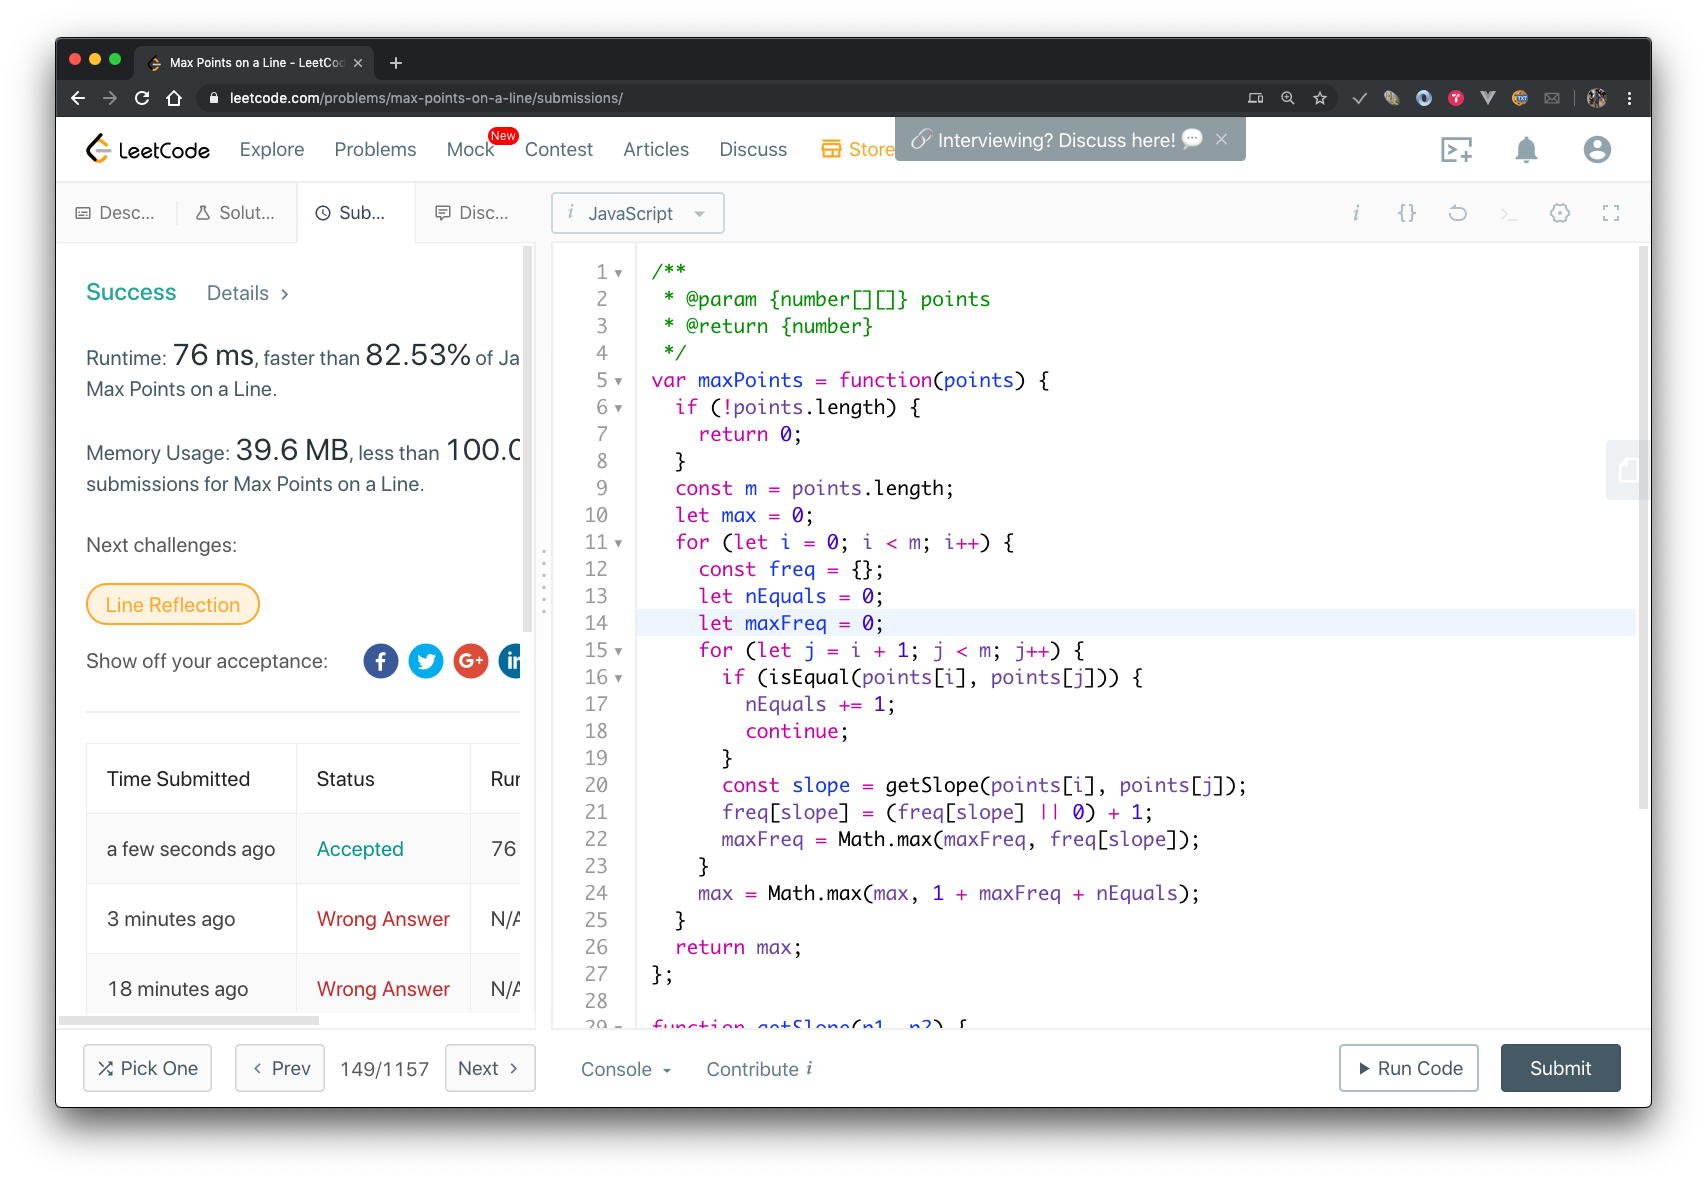 Max Points on a Line - LeetCod
leetcode.com/problems/max-points-on-a-line/submissions/
LeetCode
Explore
Problems
Mock
New
Contest
Articles
Discuss
Store
Interviewing? Discuss here!
Desc...
Solut...
Sub...
Disc...
i JavaScript
Success
Details
Runtime: 76 ms, faster than 82.53% of Ja
Max Points on a Line.
Memory Usage: 39.6 MB, less than 100.0
submissions for Max Points on a Line.
Next challenges:
Line Reflection
Show off your acceptance:
Time Submitted Status Rur
a few seconds ago Accepted 76
3 minutes ago Wrong Answer N/A
18 minutes ago Wrong Answer N/A
1 /**
2  * @param {number[][]} points
3  * @return {number}
4  */
5 var maxPoints = function(points) {
6   if (!points.length) {
7     return 0;
8   }
9   const m = points.length;
10   let max = 0;
11   for (let i = 0; i < m; i++) {
12     const freq = {};
13     let nEquals = 0;
14     let maxFreq = 0;
15     for (let j = i + 1; j < m; j++) {
16       if (isEqual(points[i], points[j])) {
17         nEquals += 1;
18         continue;
19       }
20       const slope = getSlope(points[i], points[j]);
21       freq[slope] = (freq[slope] || 0) + 1;
22       maxFreq = Math.max(maxFreq, freq[slope]);
23     }
24     max = Math.max(max, 1 + maxFreq + nEquals);
25   }
26   return max;
27 };
28
29 function getSlope(p1, p2) {
Pick One
Prev
149/1157
Next
Console
Contribute i
Run Code
Submit